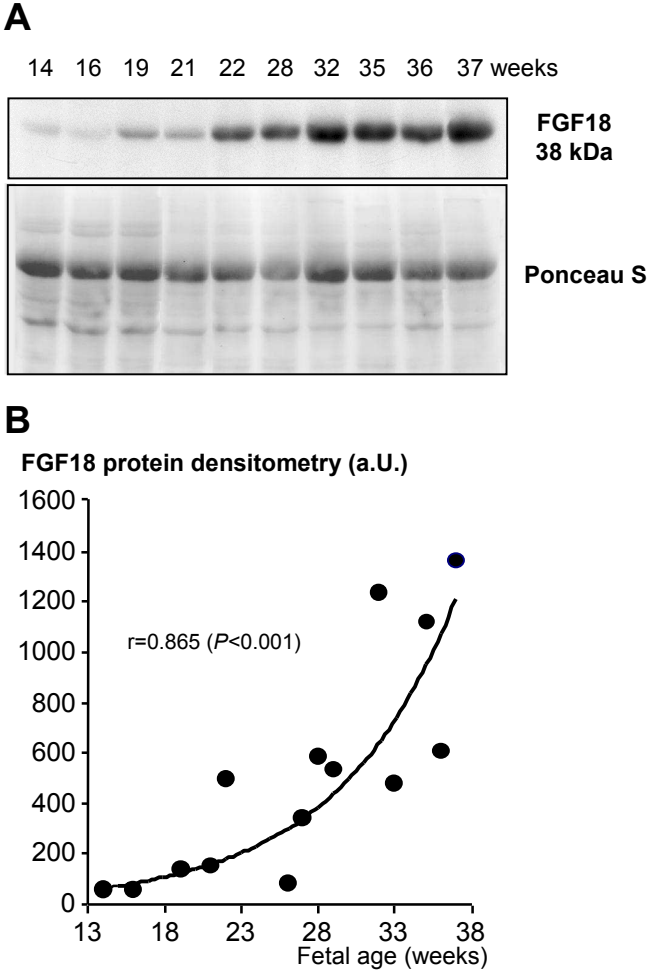 A
14 16 19 21 22 28 32 35 36 37 weeks
FGF18
38 kDa
Ponceau S
B
FGF18 protein densitometry (a.U.)
1600
1400
1200
r=0.865 (P<0.001)
1000
800
600
400
200
0
13 18 23 28 33 38
Fetal age (weeks)